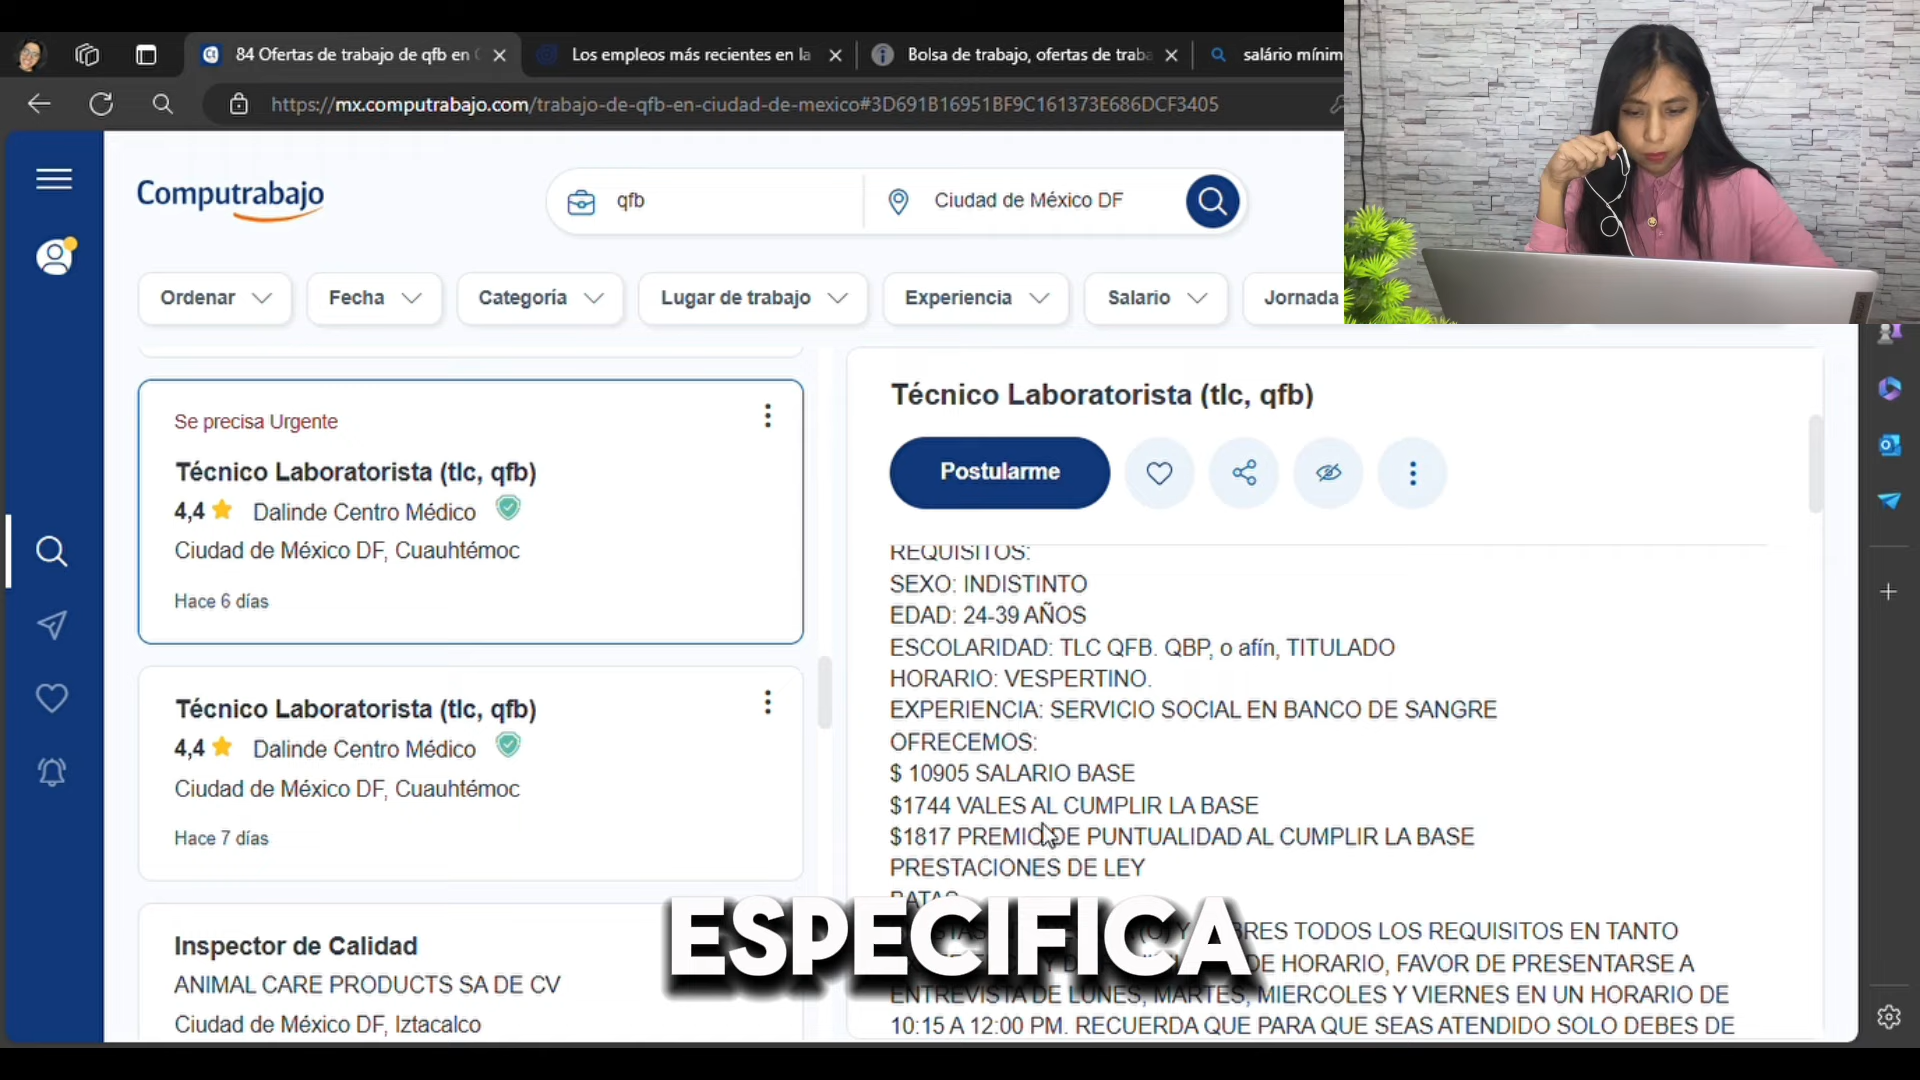 84 Ofertas de trabajo de qfb en
Los empleos más recientes en la
Bolsa de trabajo, ofertas de traba
salário mínim
https://mx.computrabajo.com/trabajo-de-qfb-en-ciudad-de-mexico#3D691B16951BF9C161373E686DCF3405
Computrabajo
qfb
Ciudad de México DF
Ordenar
Fecha
Categoría
Lugar de trabajo
Experiencia
Salario
Jornada
Se precisa Urgente
Técnico Laboratorista (tlc, qfb)
4,4 Dalinde Centro Médico
Ciudad de México DF, Cuauhtémoc
Hace 6 días
Técnico Laboratorista (tlc, qfb)
4,4 Dalinde Centro Médico
Ciudad de México DF, Cuauhtémoc
Hace 7 días
Inspector de Calidad
ANIMAL CARE PRODUCTS SA DE CV
Ciudad de México DF, Iztacalco
Técnico Laboratorista (tlc, qfb)
Postularme
REQUISITOS:
SEXO: INDISTINTO
EDAD: 24-39 AÑOS
ESCOLARIDAD: TLC QFB. QBP, o afín, TITULADO
HORARIO: VESPERTINO.
EXPERIENCIA: SERVICIO SOCIAL EN BANCO DE SANGRE
OFRECEMOS:
$ 10905 SALARIO BASE
$1744 VALES AL CUMPLIR LA BASE
$1817 PREMIO DE PUNTUALIDAD AL CUMPLIR LA BASE
PRESTACIONES DE LEY
TODOS LOS REQUISITOS EN TANTO
DE HORARIO, FAVOR DE PRESENTARSE A
ENTREVISTA DE LUNES, MARTES, MIERCOLES Y VIERNES EN UN HORARIO DE
10:15 A 12:00 PM. RECUERDA QUE PARA QUE SEAS ATENDIDO SOLO DEBES DE
ESPECIFICA